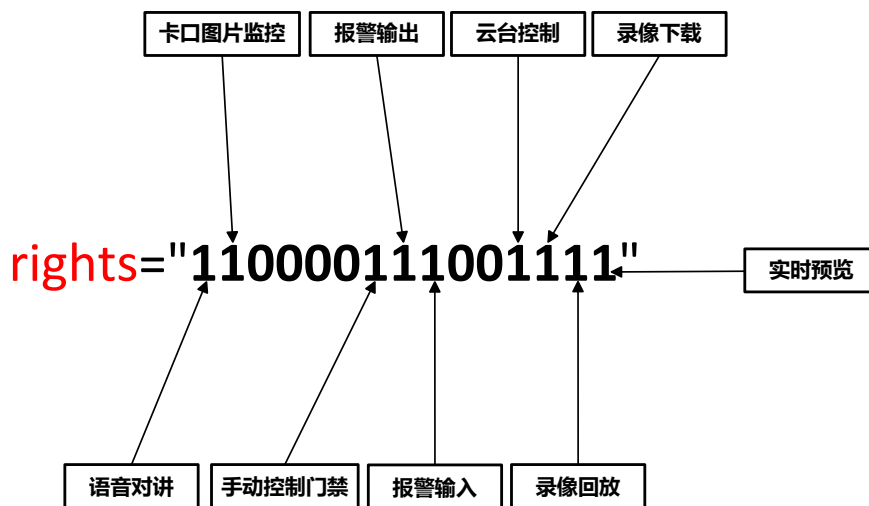 卡口图片监控 报警输出 云台控制 录像下载
rights="110000111001111"
实时预览
语音对讲 手动控制门禁 报警输入 录像回放